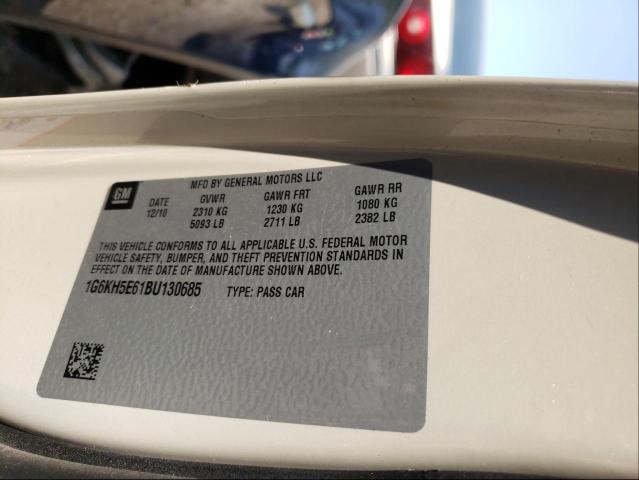 GM
MFD BY GENERAL MOTORS LLC
DATE GVWR GAWR FRT GAWR RR
12/10 2310 KG 1230 KG 1080 KG
5093 LB 2711 LB 2382 LB
THIS VEHICLE CONFORMS TO ALL APPLICABLE U.S. FEDERAL MOTOR
VEHICLE SAFETY, BUMPER, AND THEFT PREVENTION STANDARDS IN
EFFECT ON THE DATE OF MANUFACTURE SHOWN ABOVE.
1G6KH5E61BU130685 TYPE: PASS CAR